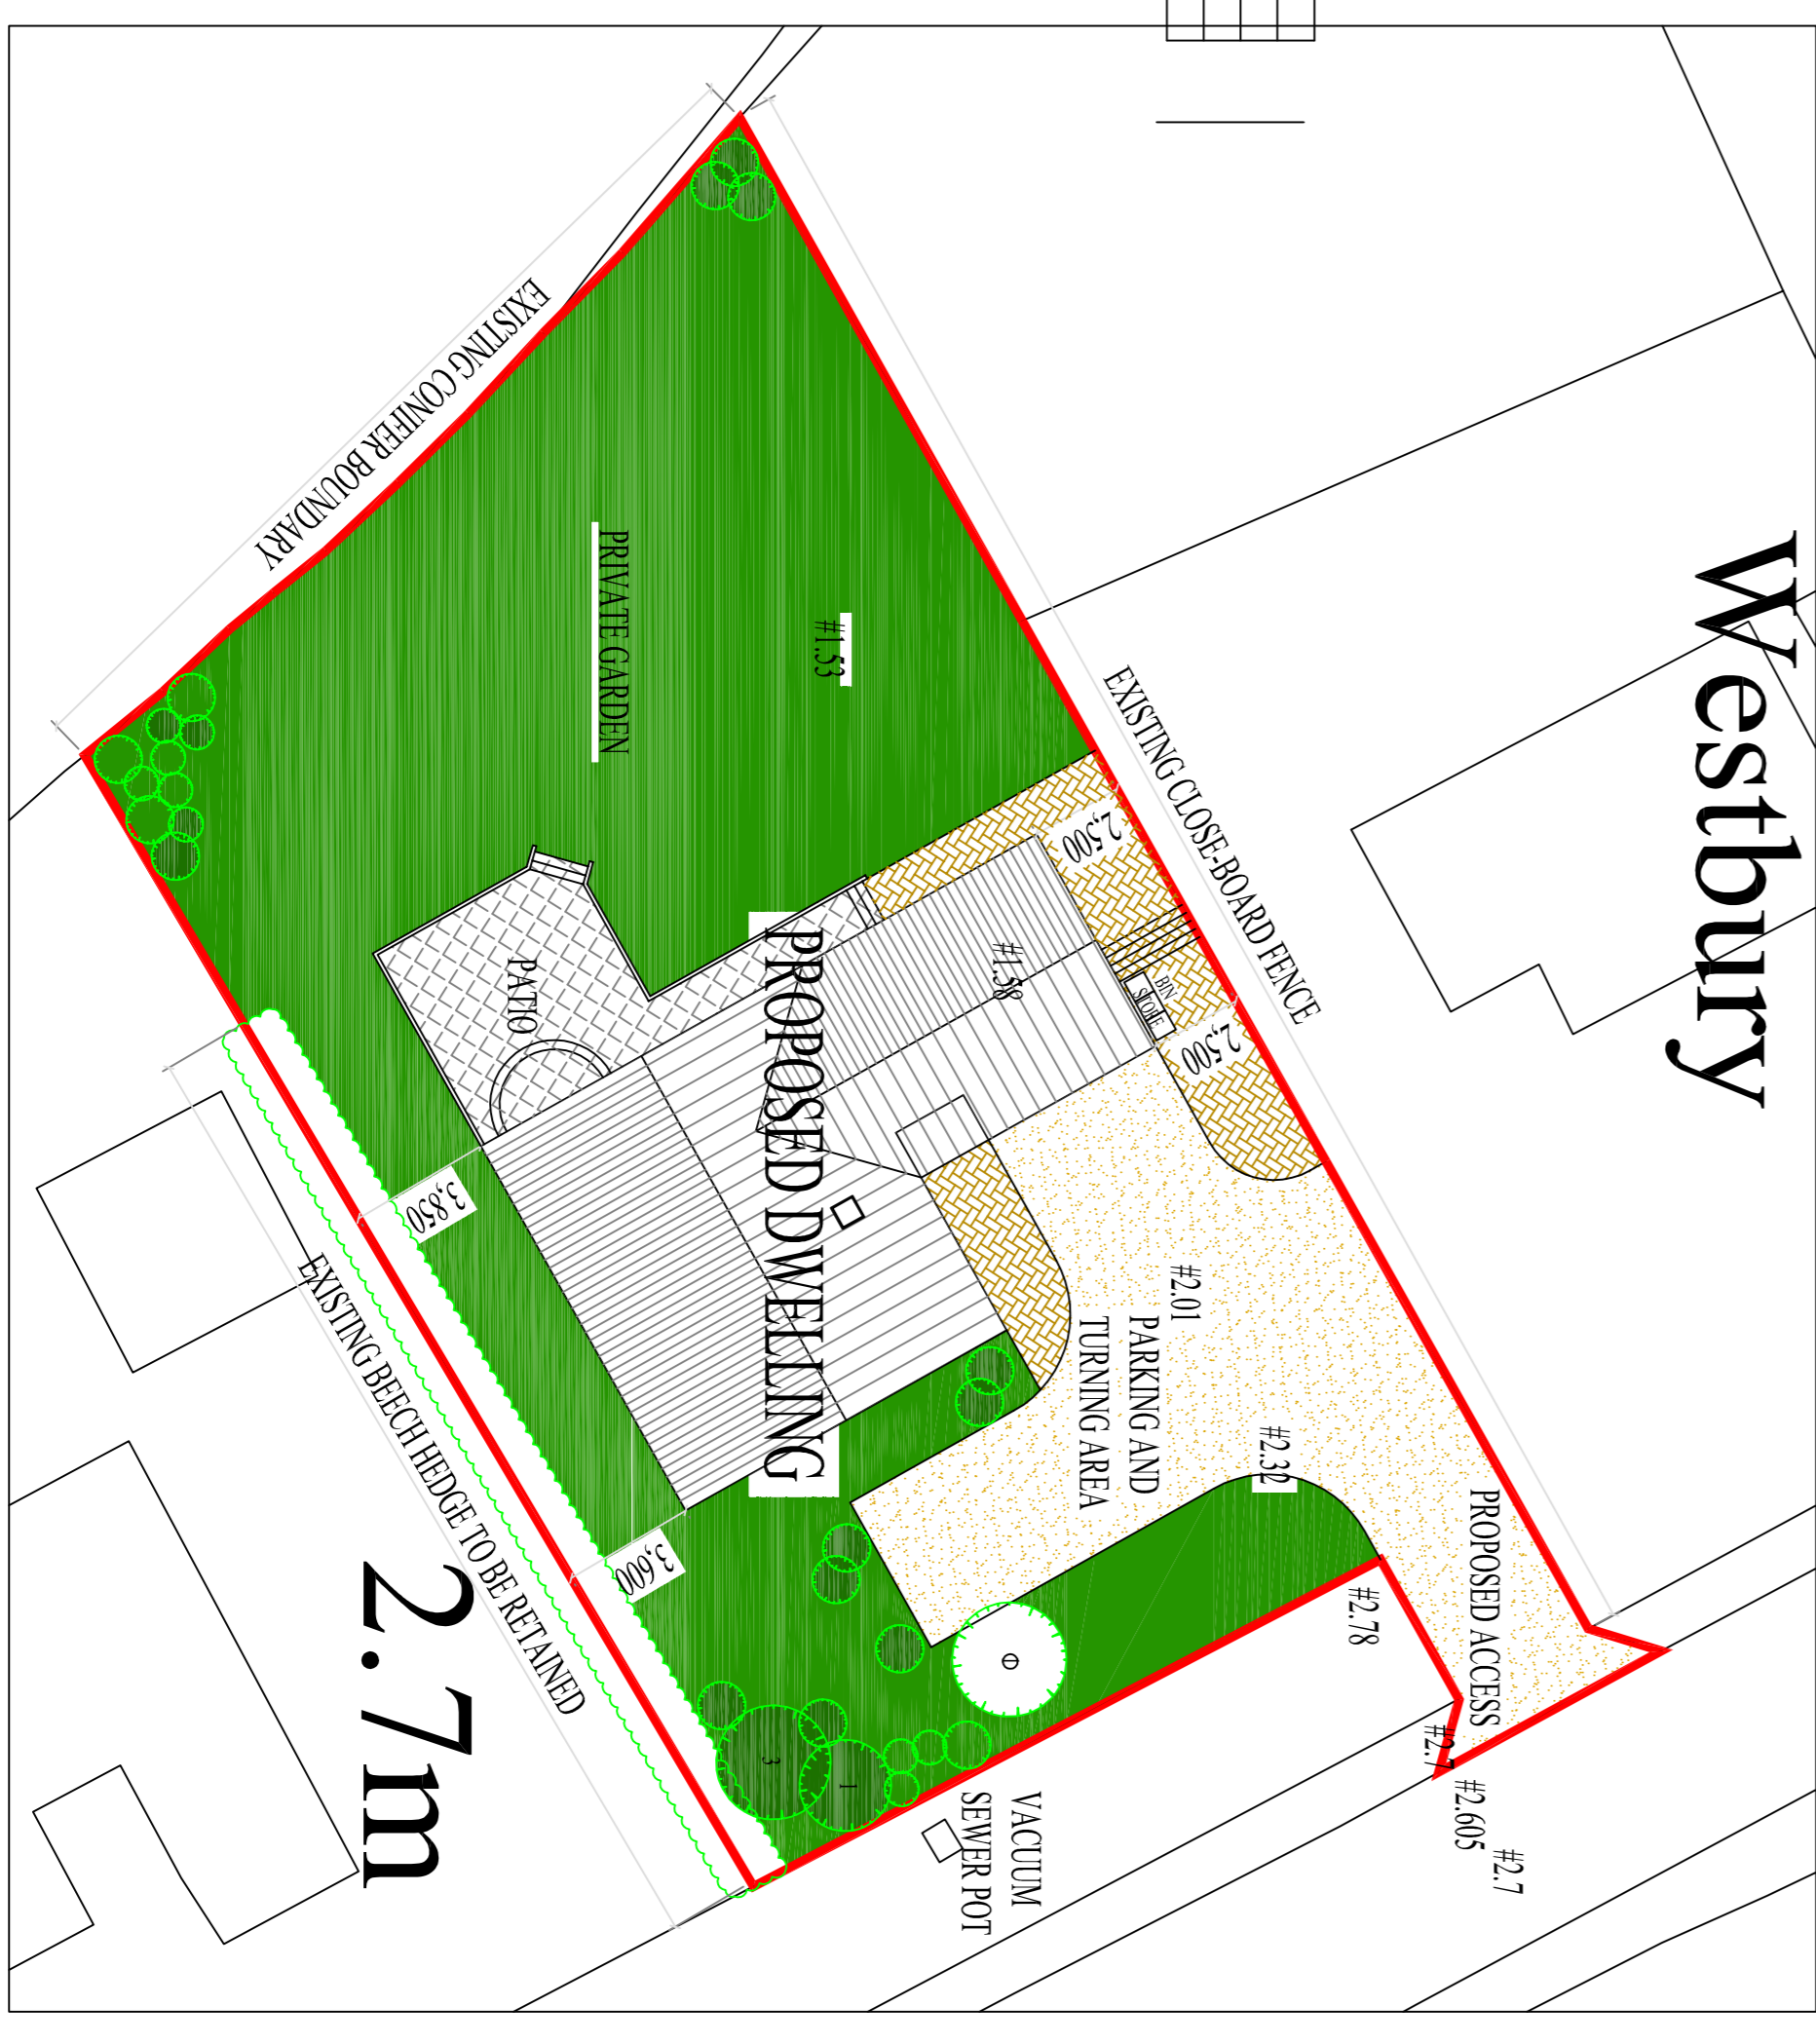 Westbury
PROPOSED ACCESS
#2.7
#2.605
#2.7
#2.78
#2.32
EXISTING CLOSE-BOARD FENCE
#2.01
PARKING AND
TURNING AREA
2,500
2,500
BIN
STORE
#1.58
VACUUM
SEWER POT
PROPOSED DWELLING
#1.53
PRIVATE GARDEN
PATIO
1
3
3,600
3,850
EXISTING CONIFER BOUNDARY
EXISTING BEECH HEDGE TO BE RETAINED
2.7m